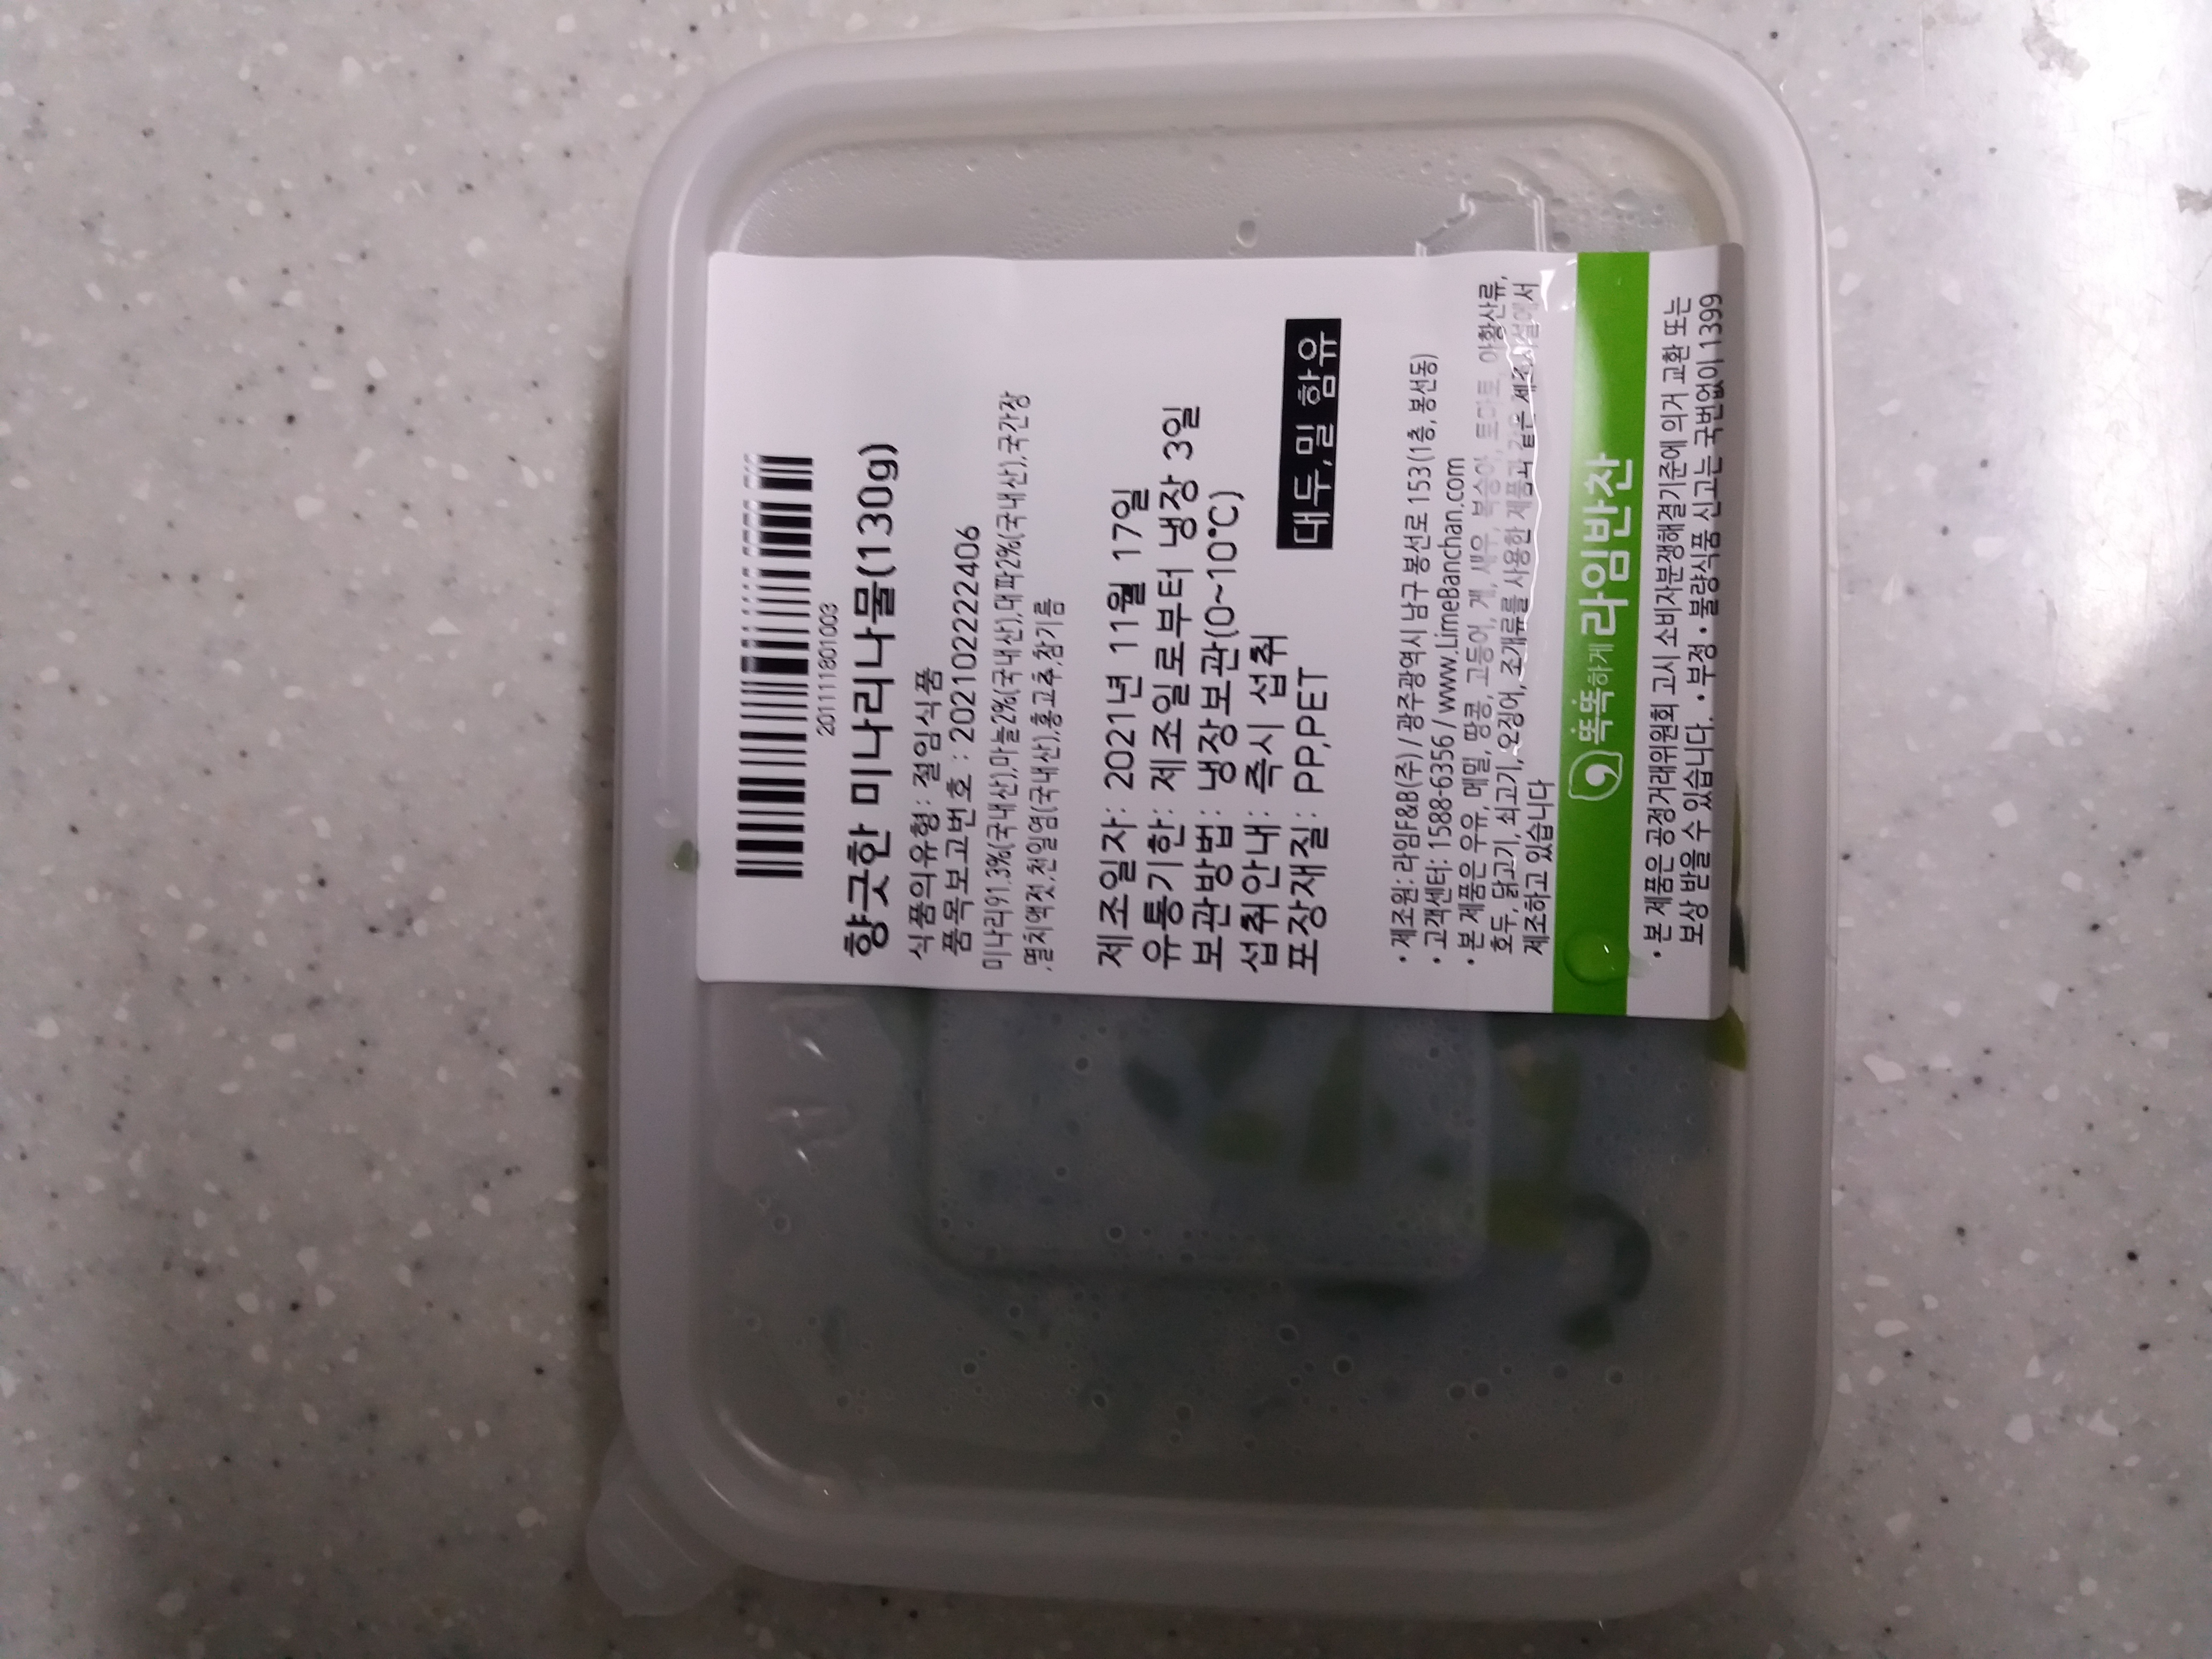 2011111801003
향긋한 미나리나물(130g)
식품의유형: 절임식품
품목보고번호 : 2021022222406
미나리91.3%(국내산),마늘2%(국내산),대파2%(국내산),국간장
,멸치액젓,천일염(국내산),홍고추,참기름
제조일자: 2021년 11월 17일
유통기한: 제조일로부터 냉장 3일
보관방법: 냉장보관(0~10℃)
섭취안내: 즉시 섭취
포장재질: PP,PET
대두,밀 함유
• 제조원: 라임F&B(주) / 광주광역시 남구 봉선로 153(1층, 봉선동)
• 고객센터: 1588-6356 / www.LimeBanchan.com
• 본 제품은 우유, 메밀, 땅콩, 고등어, 게, 새우, 복숭아, 토마토, 아황산류,
호두, 닭고기, 쇠고기, 오징어, 조개류를 사용한 제품과 같은 제조시설에서
제조하고 있습니다
똑똑하게 라임반찬
• 본 제품은 공정거래위원회 고시 소비자분쟁해결기준에 의거 교환 또는
보상 받을 수 있습니다. • 부정 • 불량식품 신고는 국번없이 1399